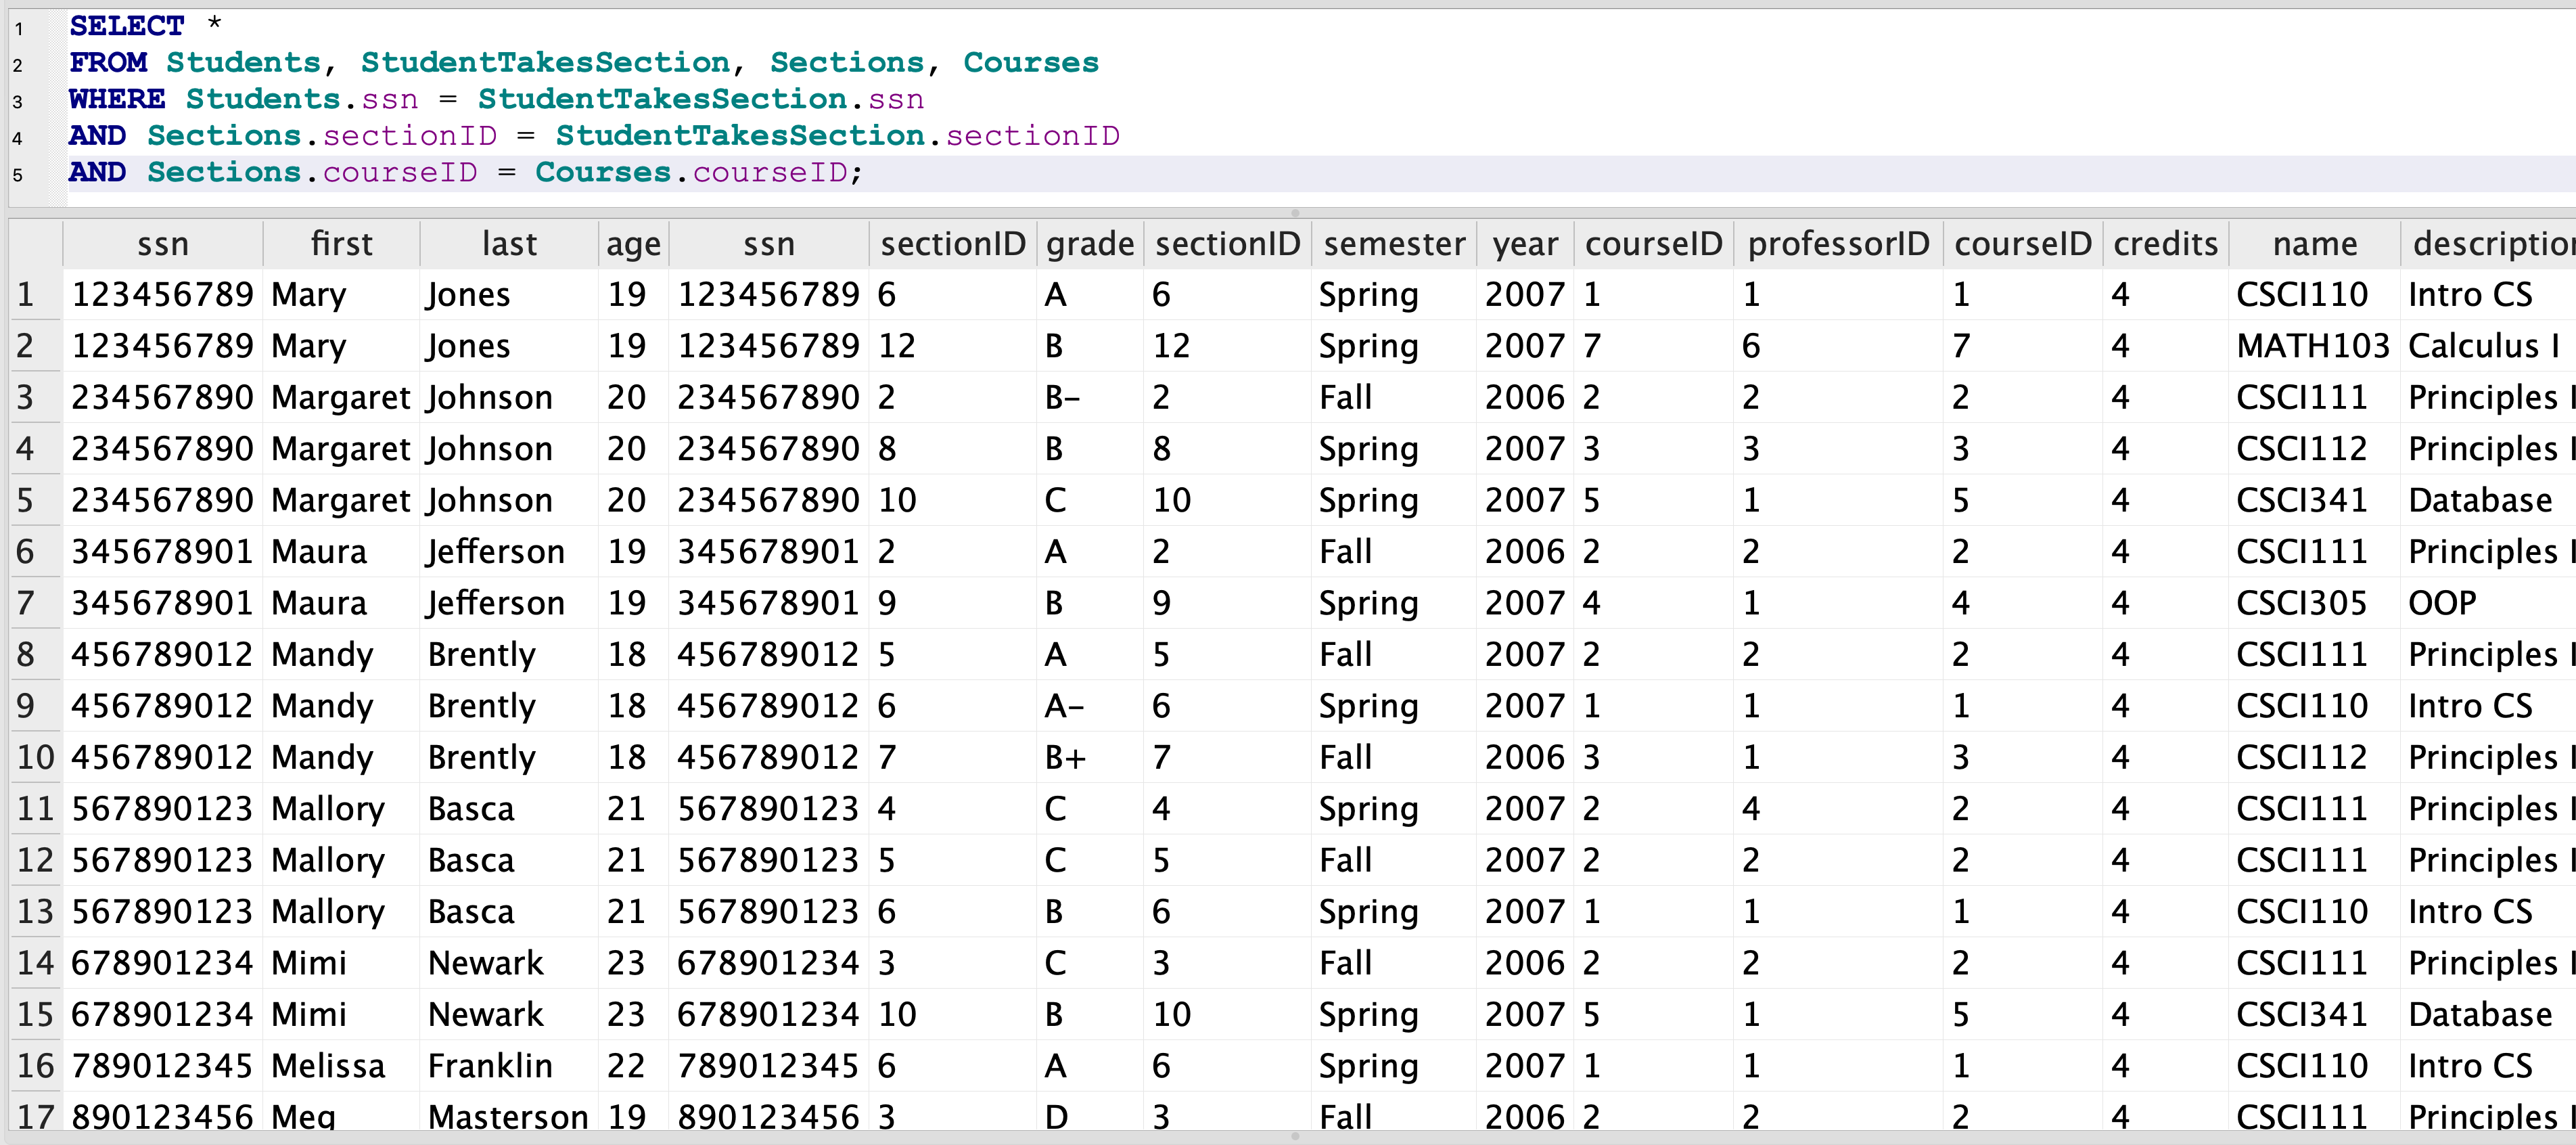 1 SELECT *
2 FROM Students, StudentTakesSection, Sections, Courses
3 WHERE Students.ssn = StudentTakesSection.ssn
4 AND Sections.sectionID = StudentTakesSection.sectionID
5 AND Sections.courseID = Courses.courseID;
ssn first last age ssn sectionID grade sectionID semester year courseID professorID courseID credits name
1 123456789 Mary Jones 19 123456789 6 A 6 Spring 2007 1 1 1 4 CSCI110 Intro CS
2 123456789 Mary Jones 19 123456789 12 B 12 Spring 2007 7 6 7 4 MATH103 Calculus I
3 234567890 Margaret Johnson 20 234567890 2 B- 2 Fall 2006 2 2 2 4 CSCI111 Principles
4 234567890 Margaret Johnson 20 234567890 8 B 8 Spring 2007 3 3 3 4 CSCI112 Principles
5 234567890 Margaret Johnson 20 234567890 10 C 10 Spring 2007 5 1 5 4 CSCI341 Database
6 345678901 Maura Jefferson 19 345678901 2 A 2 Fall 2006 2 2 2 4 CSCI111 Principles
7 345678901 Maura Jefferson 19 345678901 9 B 9 Spring 2007 4 1 4 4 CSCI305 OOP
8 456789012 Mandy Brently 18 456789012 5 A 5 Fall 2007 2 2 2 4 CSCI111 Principles
9 456789012 Mandy Brently 18 456789012 6 A- 6 Spring 2007 1 1 1 4 CSCI110 Intro CS
10 456789012 Mandy Brently 18 456789012 7 B+ 7 Fall 2006 3 1 3 4 CSCI112 Principles
11 567890123 Mallory Basca 21 567890123 4 C 4 Spring 2007 2 4 2 4 CSCI111 Principles
12 567890123 Mallory Basca 21 567890123 5 C 5 Fall 2007 2 2 2 4 CSCI111 Principles
13 567890123 Mallory Basca 21 567890123 6 B 6 Spring 2007 1 1 1 4 CSCI110 Intro CS
14 678901234 Mimi Newark 23 678901234 3 C 3 Fall 2006 2 2 2 4 CSCI111 Principles
15 678901234 Mimi Newark 23 678901234 10 B 10 Spring 2007 5 1 5 4 CSCI341 Database
16 789012345 Melissa Franklin 22 789012345 6 A 6 Spring 2007 1 1 1 4 CSCI110 Intro CS
17 890123456 Meg Masterson 19 890123456 3 D 3 Fall 2006 2 2 2 4 CSCI111 Principles